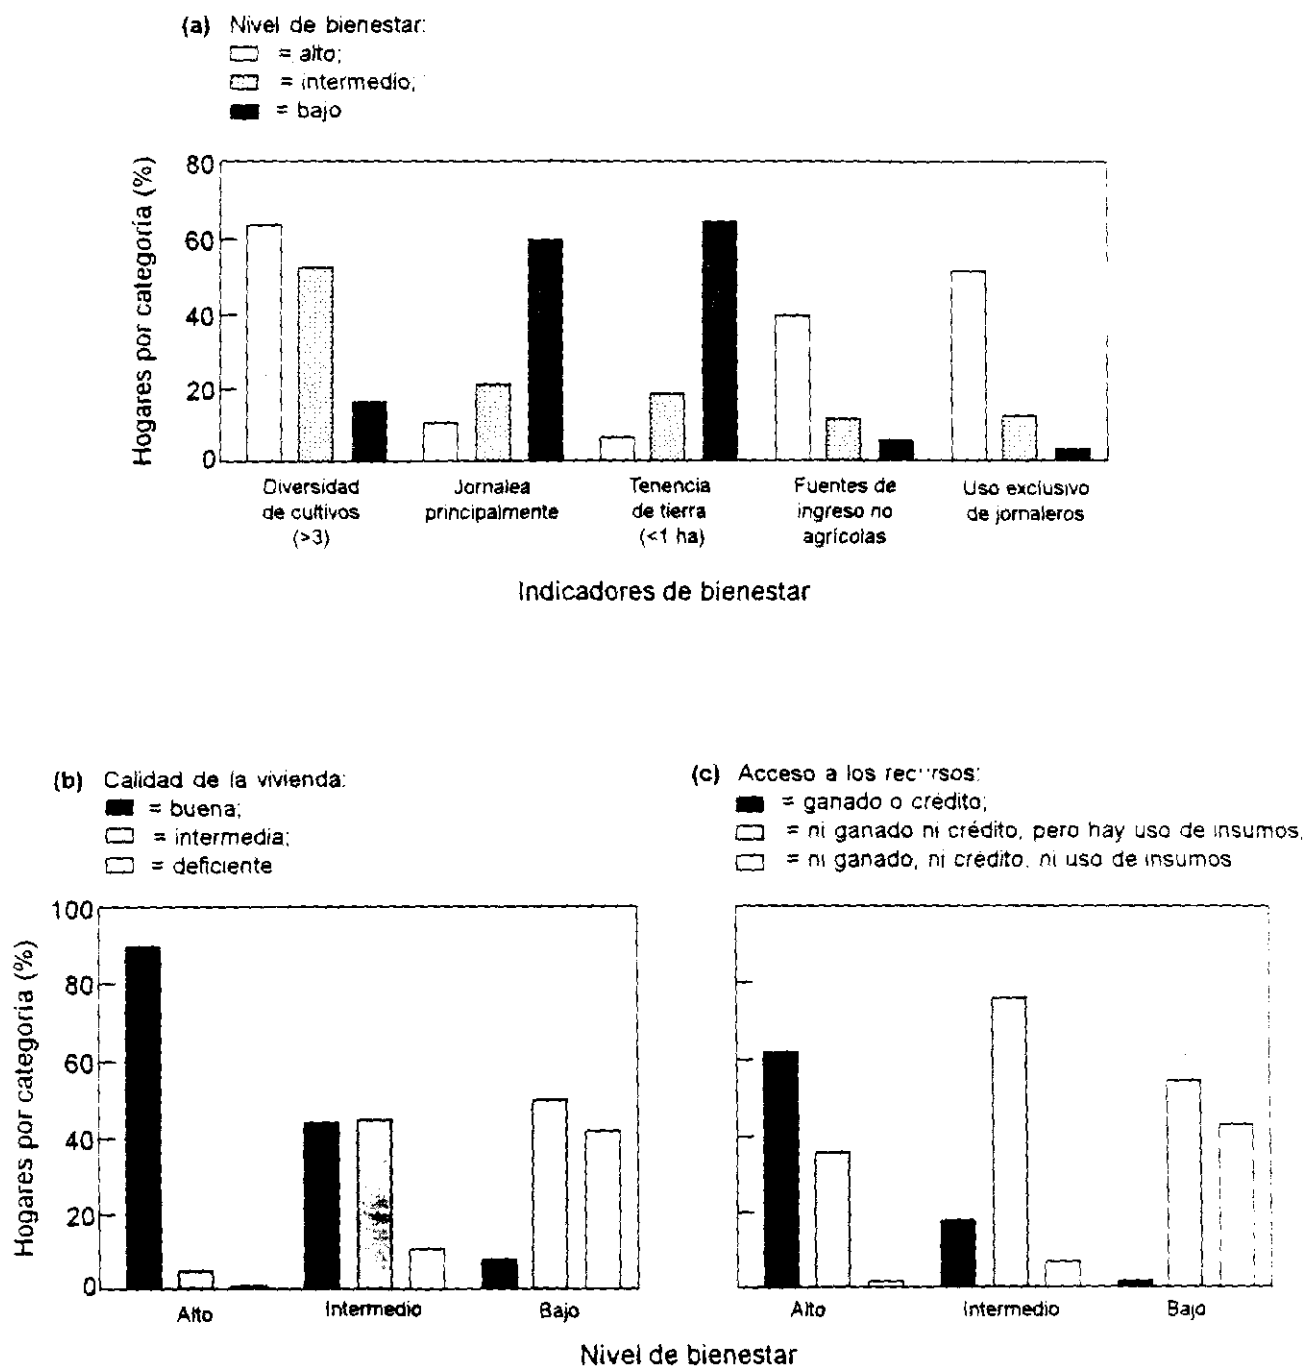 (a) Nivel de bienestar:
= alto;
= intermedio;
= bajo
Hogares por categoría (%)
80
60
40
20
0
Diversidad de cultivos (>3)
Jornalea principalmente
Tenencia de tierra (<1 ha)
Fuentes de ingreso no agrícolas
Uso exclusivo de jornaleros
Indicadores de bienestar
(b) Calidad de la vivienda:
= buena;
= intermedia;
= deficiente
Hogares por categoría (%)
100
80
60
40
20
0
Alto
Intermedio
Bajo
(c) Acceso a los
= ganado o crédito;
= ni ganado ni crédito, pero hay uso de insumos;
= ni ganado, ni crédito, ni uso de insumos
Alto
Intermedio
Bajo
Nivel de bienestar